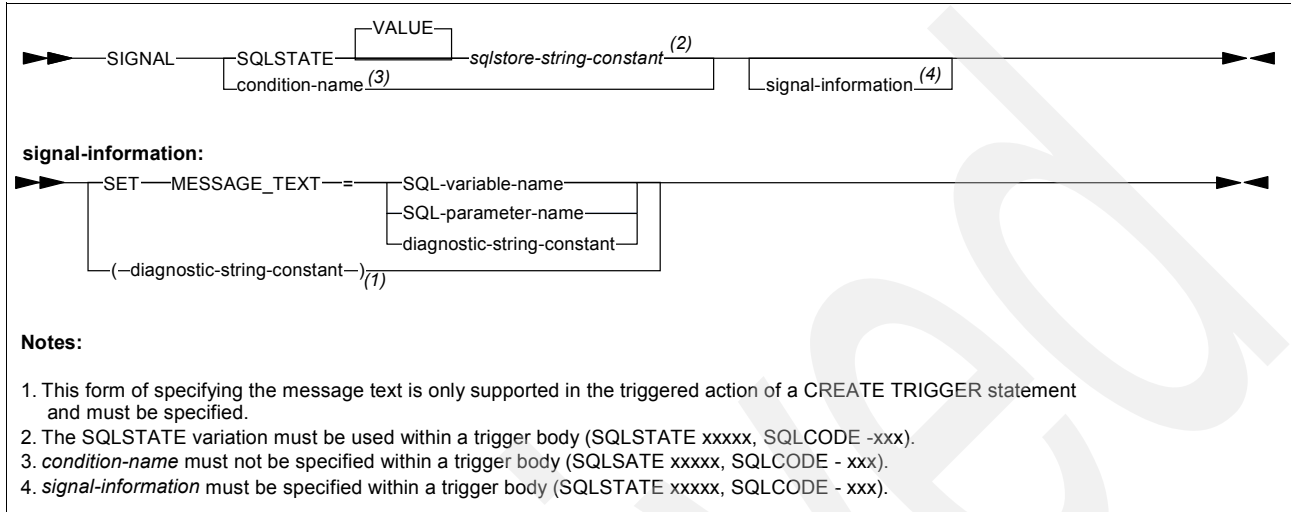 VALUE
SIGNAL SQLSTATE sqlstore-string-constant (2)
condition-name (3) signal-information (4)
signal-information:
SET MESSAGE_TEXT = SQL-variable-name
SQL-parameter-name
diagnostic-string-constant
( diagnostic-string-constant ) (1)
Notes:
1. This form of specifying the message text is only supported in the triggered action of a CREATE TRIGGER statement
and must be specified.
2. The SQLSTATE variation must be used within a trigger body (SQLSTATE xxxxx, SQLCODE -xxx).
3. condition-name must not be specified within a trigger body (SQLSATE xxxxx, SQLCODE - xxx).
4. signal-information must be specified within a trigger body (SQLSTATE xxxxx, SQLCODE - xxx).